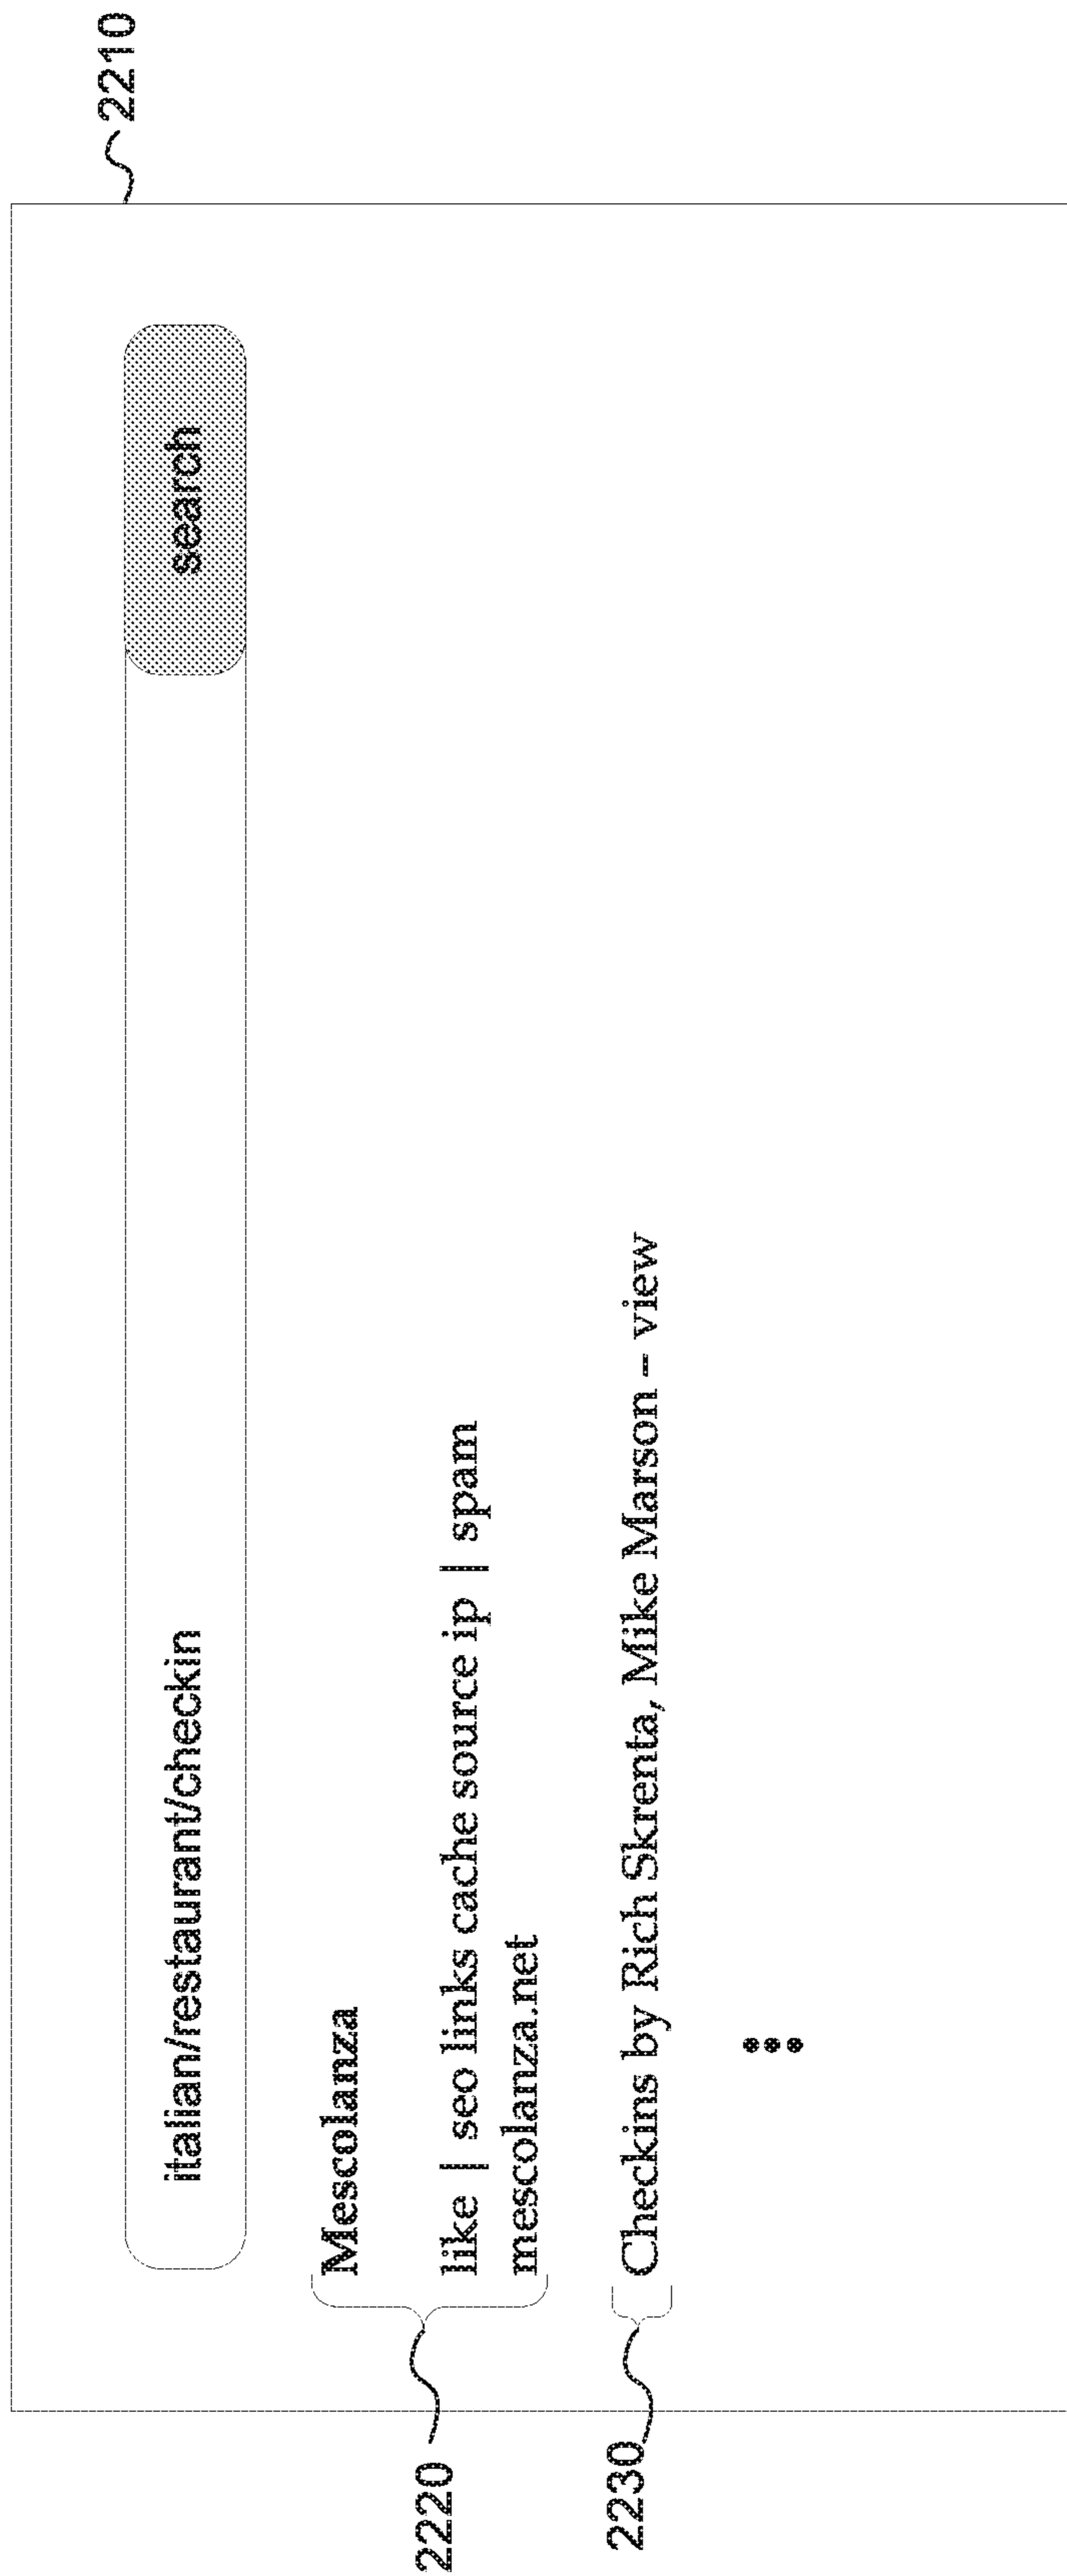 2210
italian/restaurant/checkin
search
2220
Mescolanza
like | seo links cache source ip | spam
mescolanza.net
2230
Checkins by Rich Skrenta, Mike Marson – view